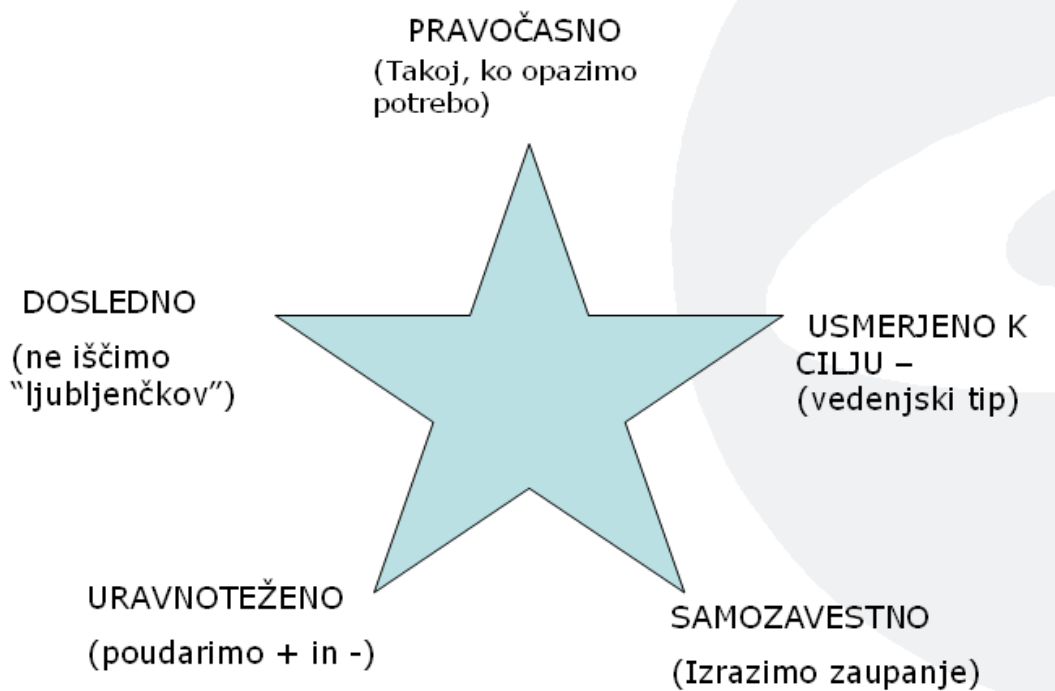 PRAVOČASNO
(Takoj, ko opazimo
potrebo)
DOSLEDNO
(ne iščimo
“ljubljenčkov”)
USMERJENO K
CILJU –
(vedenjski tip)
URAVNOTEŽENO
(poudarimo + in -)
SAMOZAVESTNO
(Izrazimo zaupanje)